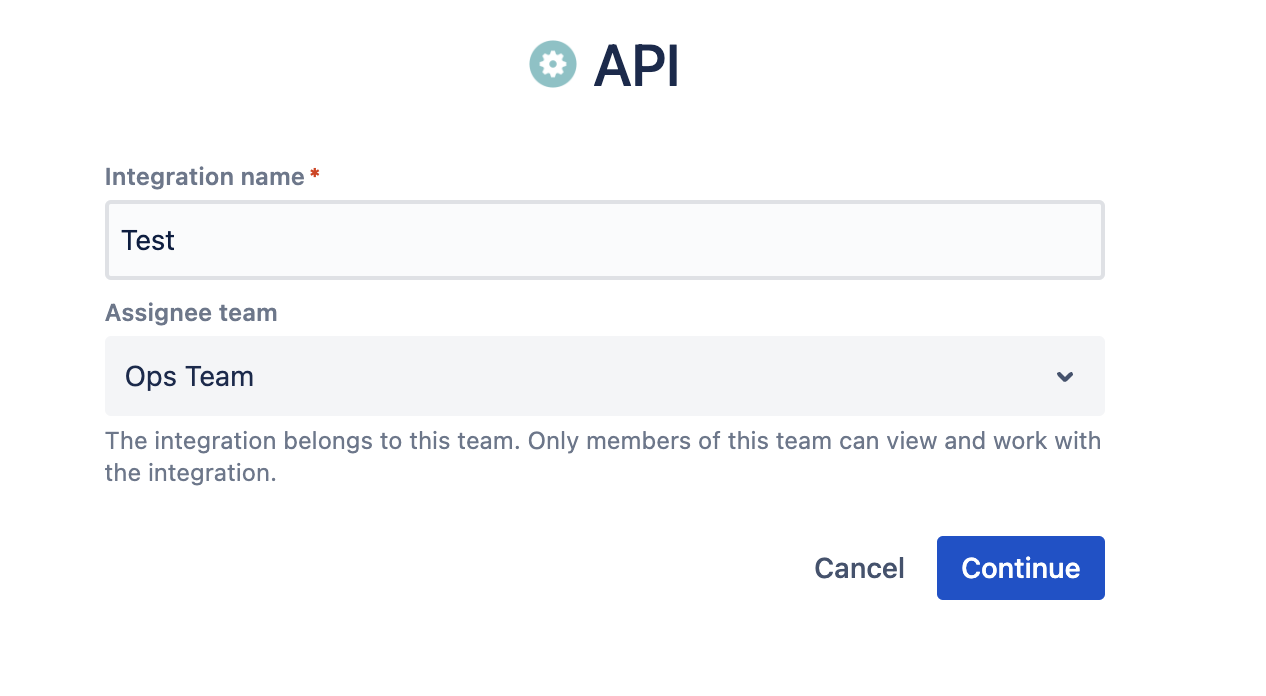 API
Integration name *
Test
Assignee team
Ops Team
The integration belongs to this team. Only members of this team can view and work with
the integration.
Cancel Continue